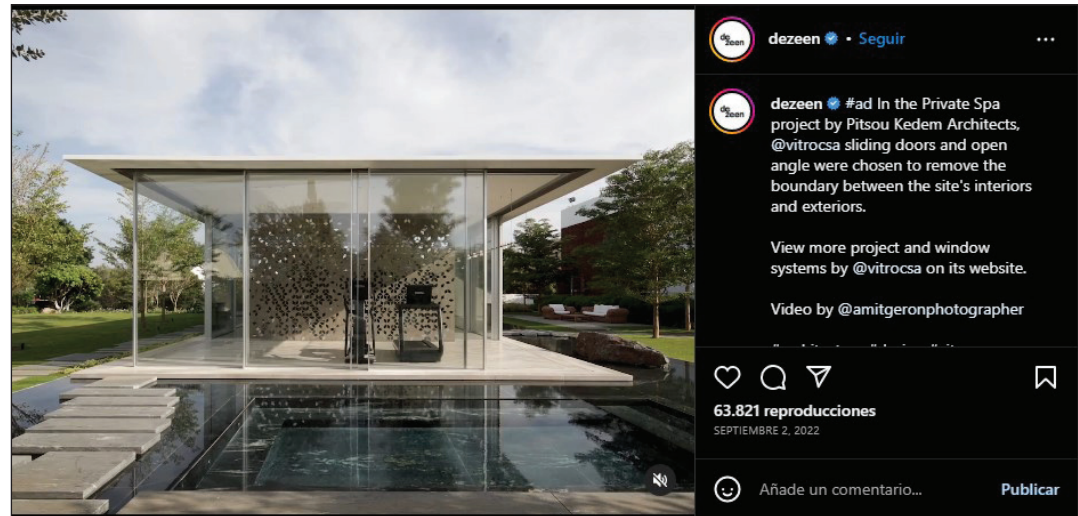 de
zeen
dezeen • Seguir
de
zeen
dezeen #ad In the Private Spa
project by Pitsou Kedem Architects,
@vitrocsa sliding doors and open
angle were chosen to remove the
boundary between the site's interiors
and exteriors.
View more project and window
systems by @vitrocsa on its website.
Video by @amitgeronphotographer
63.821 reproducciones
SEPTIEMBRE 2, 2022
Añade un comentario...
Publicar